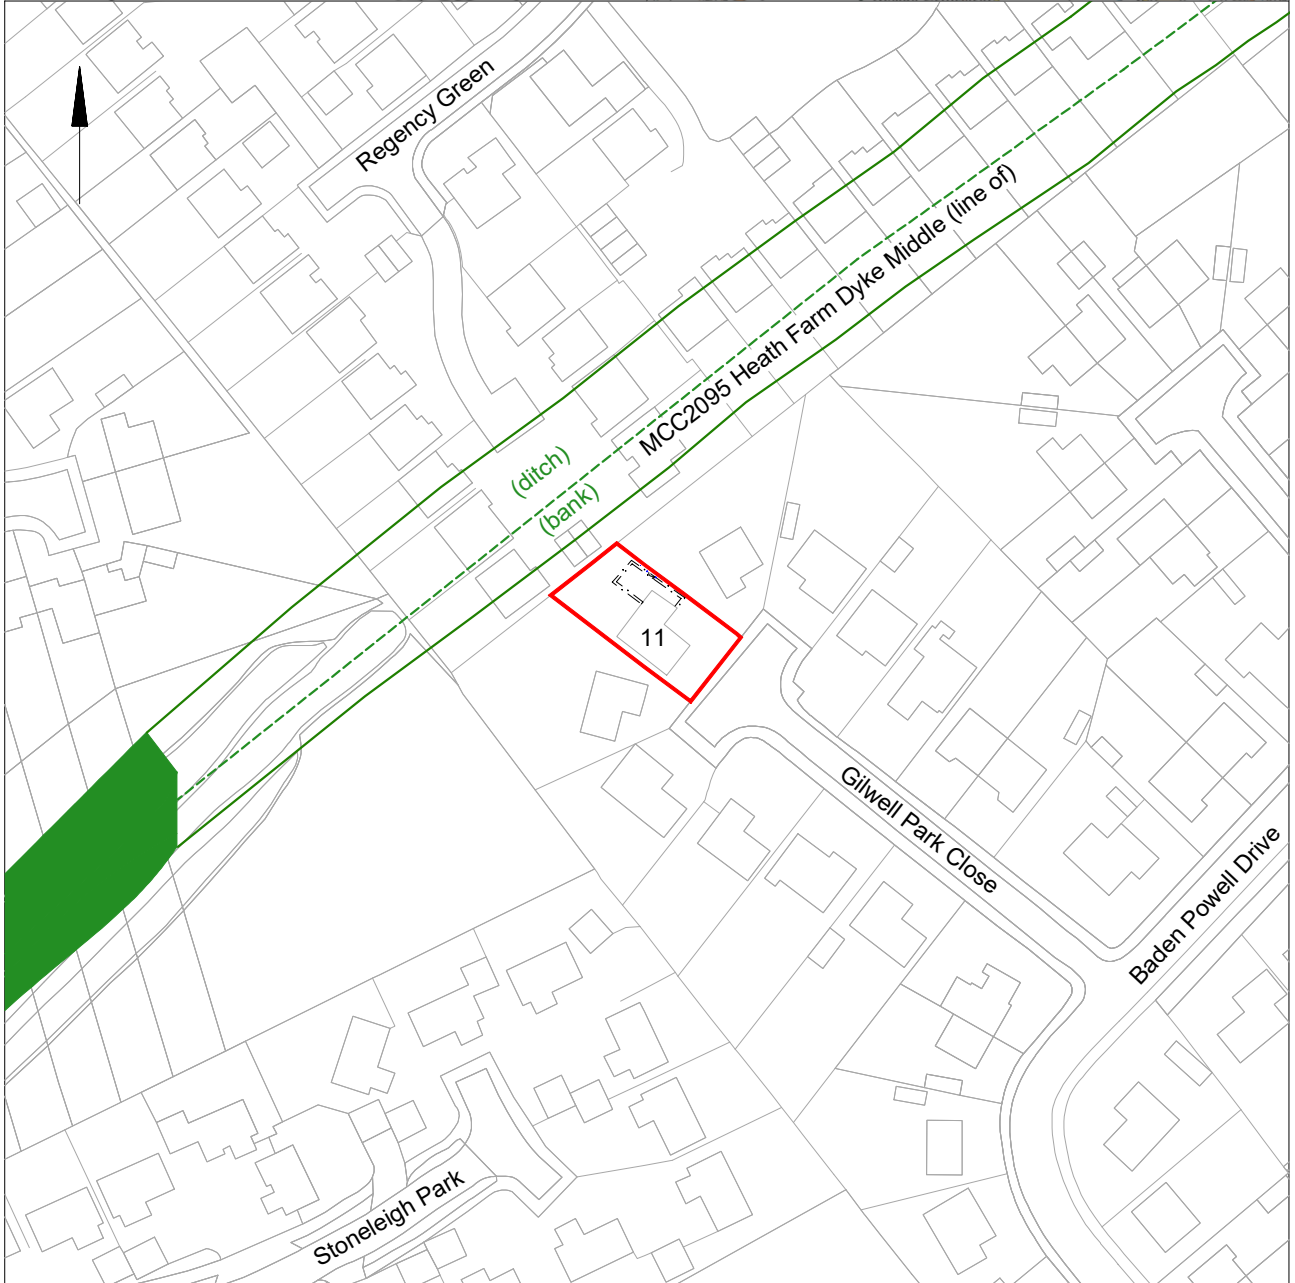 Regency Green
MCC2095 Heath Farm Dyke Middle (line of)
(ditch)
(bank)
11
Gilwell Park Close
Baden Powell Drive
Stoneleigh Park